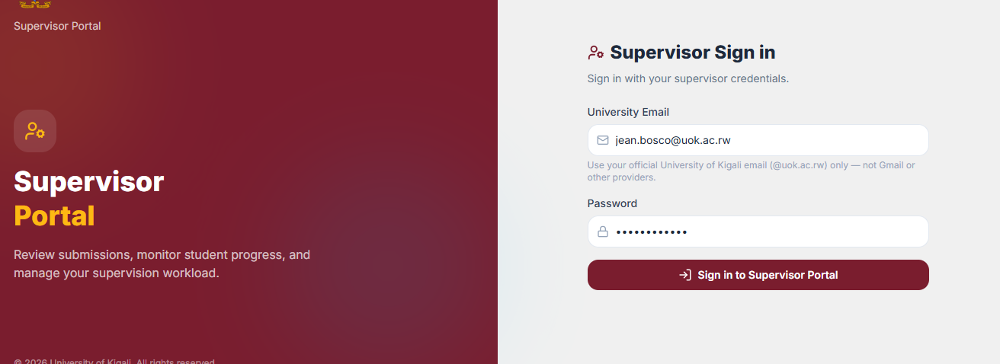 Supervisor Portal
Supervisor
Portal
Review submissions, monitor student progress, and
manage your supervision workload.
© 2026 University of Kigali. All rights reserved
Supervisor Sign in
Sign in with your supervisor credentials.
University Email
jean.bosco@uok.ac.rw
Use your official University of Kigali email (@uok.ac.rw) only — not Gmail or
other providers.
Password
••••••••••••
Sign in to Supervisor Portal